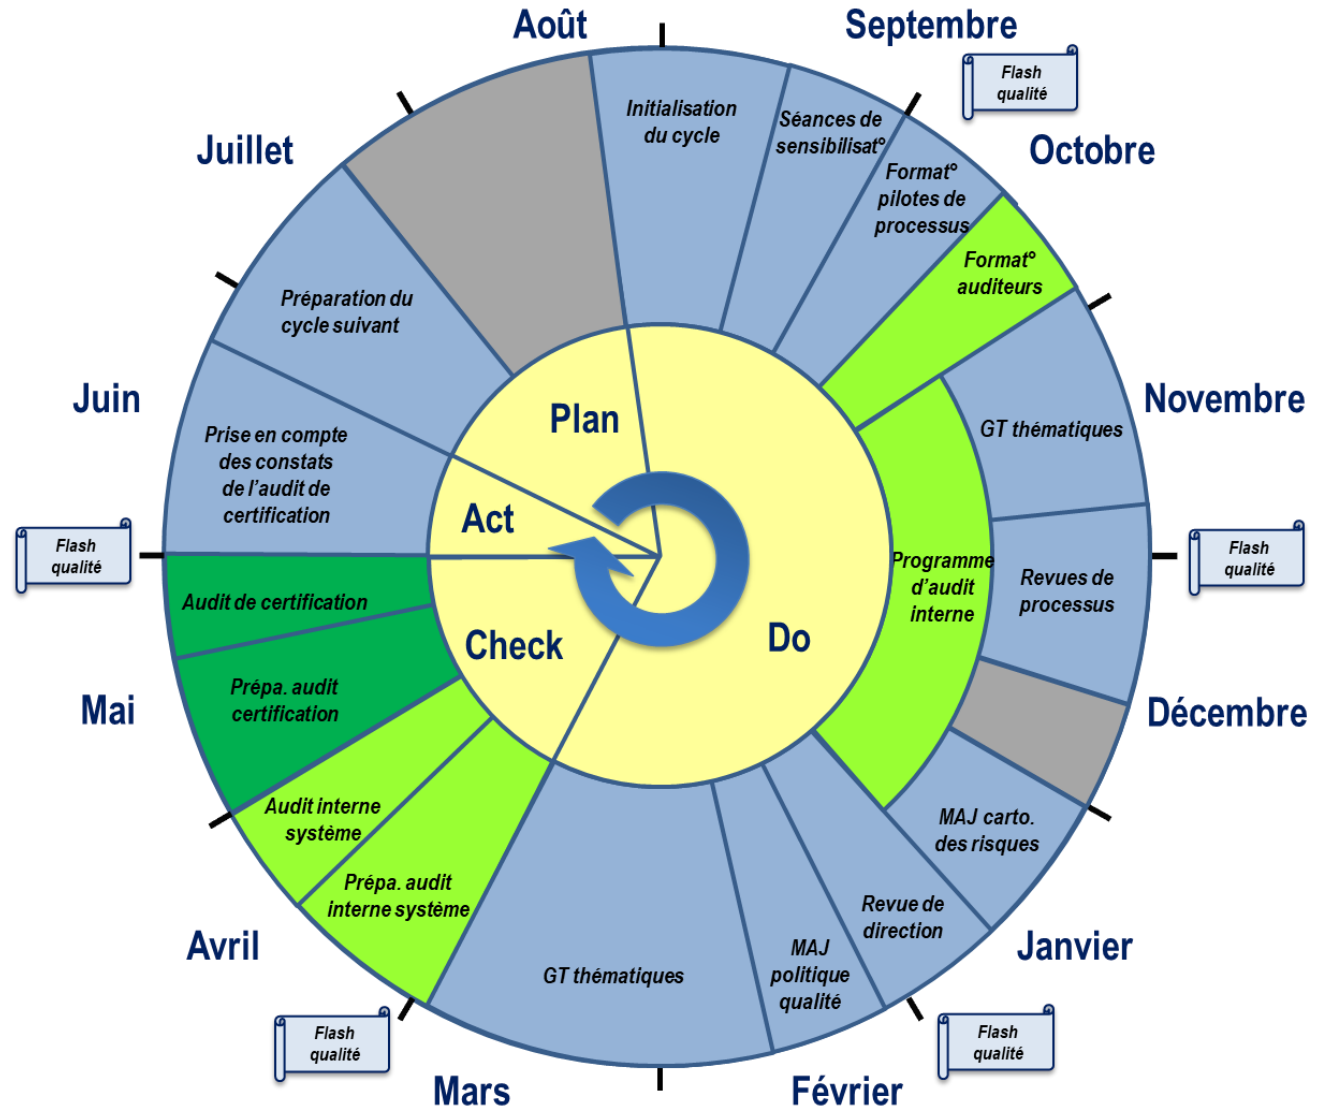 Août
Septembre
Flash
qualité
Octobre
Novembre
Flash
qualité
Décembre
Janvier
Flash
qualité
Février
Mars
Flash
qualité
Avril
Mai
Flash
qualité
Juin
Juillet
Initialisation
du cycle
Séances de
sensibilisat°
Format°
pilotes de
processus
Format°
auditeurs
GT thématiques
Revues de
processus
Programme
d'audit
interne
MAJ carto.
des risques
Revue de
direction
MAJ
politique
qualité
GT thématiques
Prépa. audit
interne système
Audit interne
système
Prépa. audit
certification
Audit de certification
Prise en compte
des constats
de l'audit de
certification
Préparation du
cycle suivant
Plan
Act
Check
Do